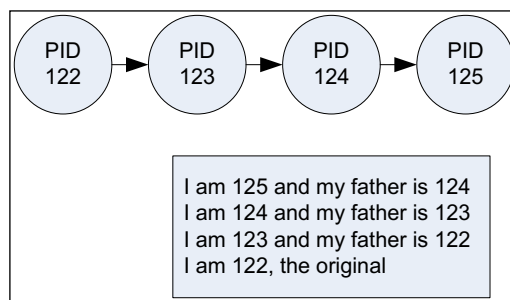 PID
122
PID
123
PID
124
PID
125
I am 125 and my father is 124
I am 124 and my father is 123
I am 123 and my father is 122
I am 122, the original